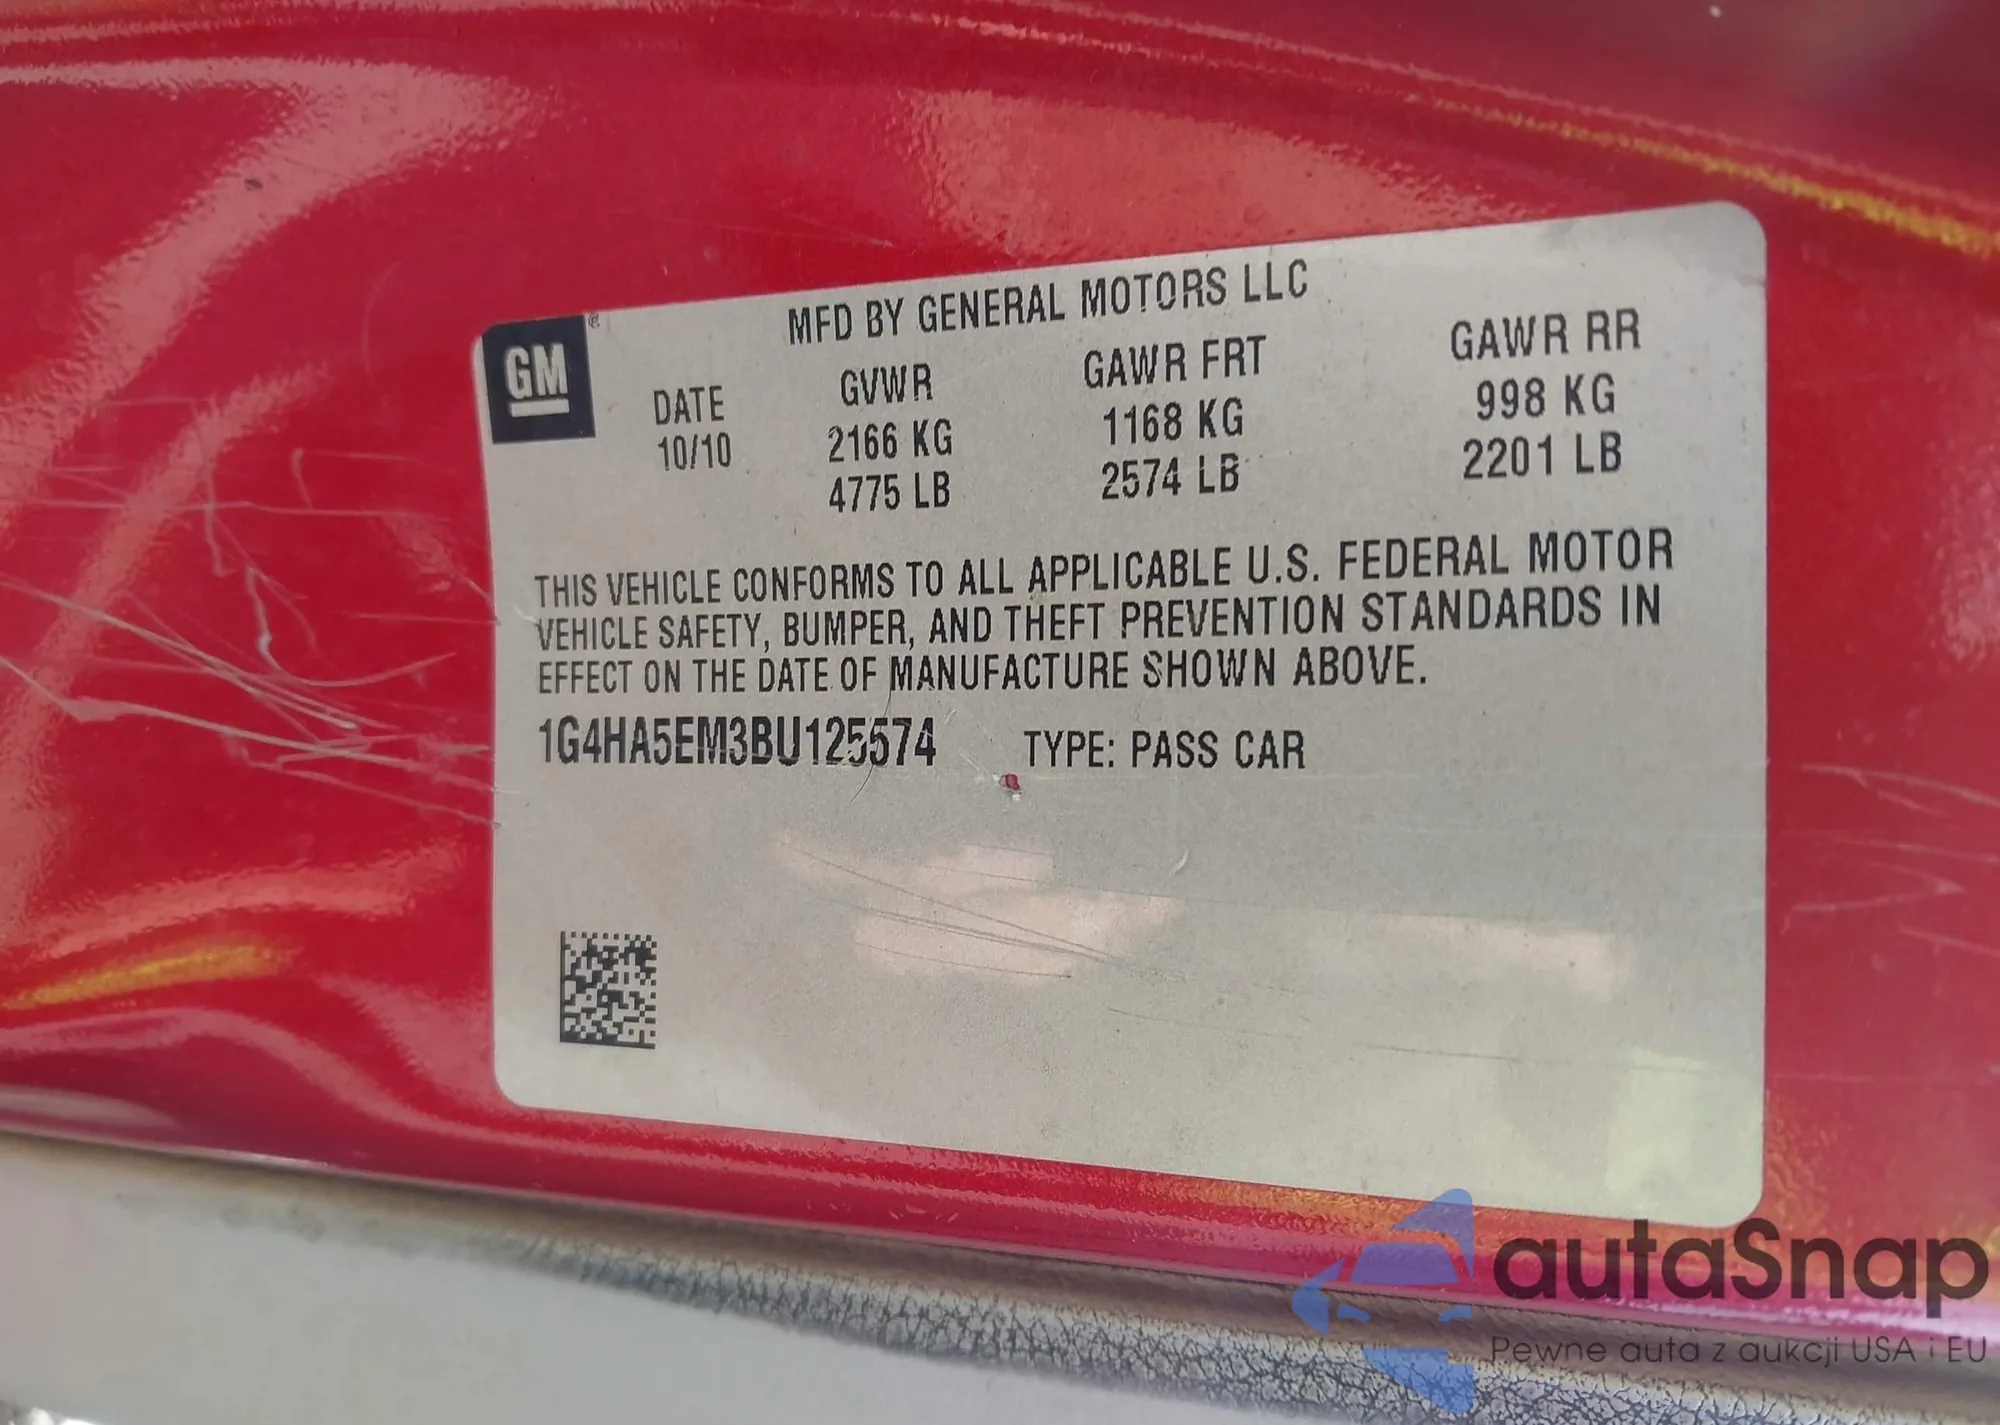 MFD BY GENERAL MOTORS LLC
GM ®
DATE GVWR GAWR FRT GAWR RR
10/10 2166 KG 1168 KG 998 KG
4775 LB 2574 LB 2201 LB
THIS VEHICLE CONFORMS TO ALL APPLICABLE U.S. FEDERAL MOTOR
VEHICLE SAFETY, BUMPER, AND THEFT PREVENTION STANDARDS IN
EFFECT ON THE DATE OF MANUFACTURE SHOWN ABOVE.
1G4HA5EM3BU125574 TYPE: PASS CAR
autaSnap
Pewne auta z aukcji USA i EU